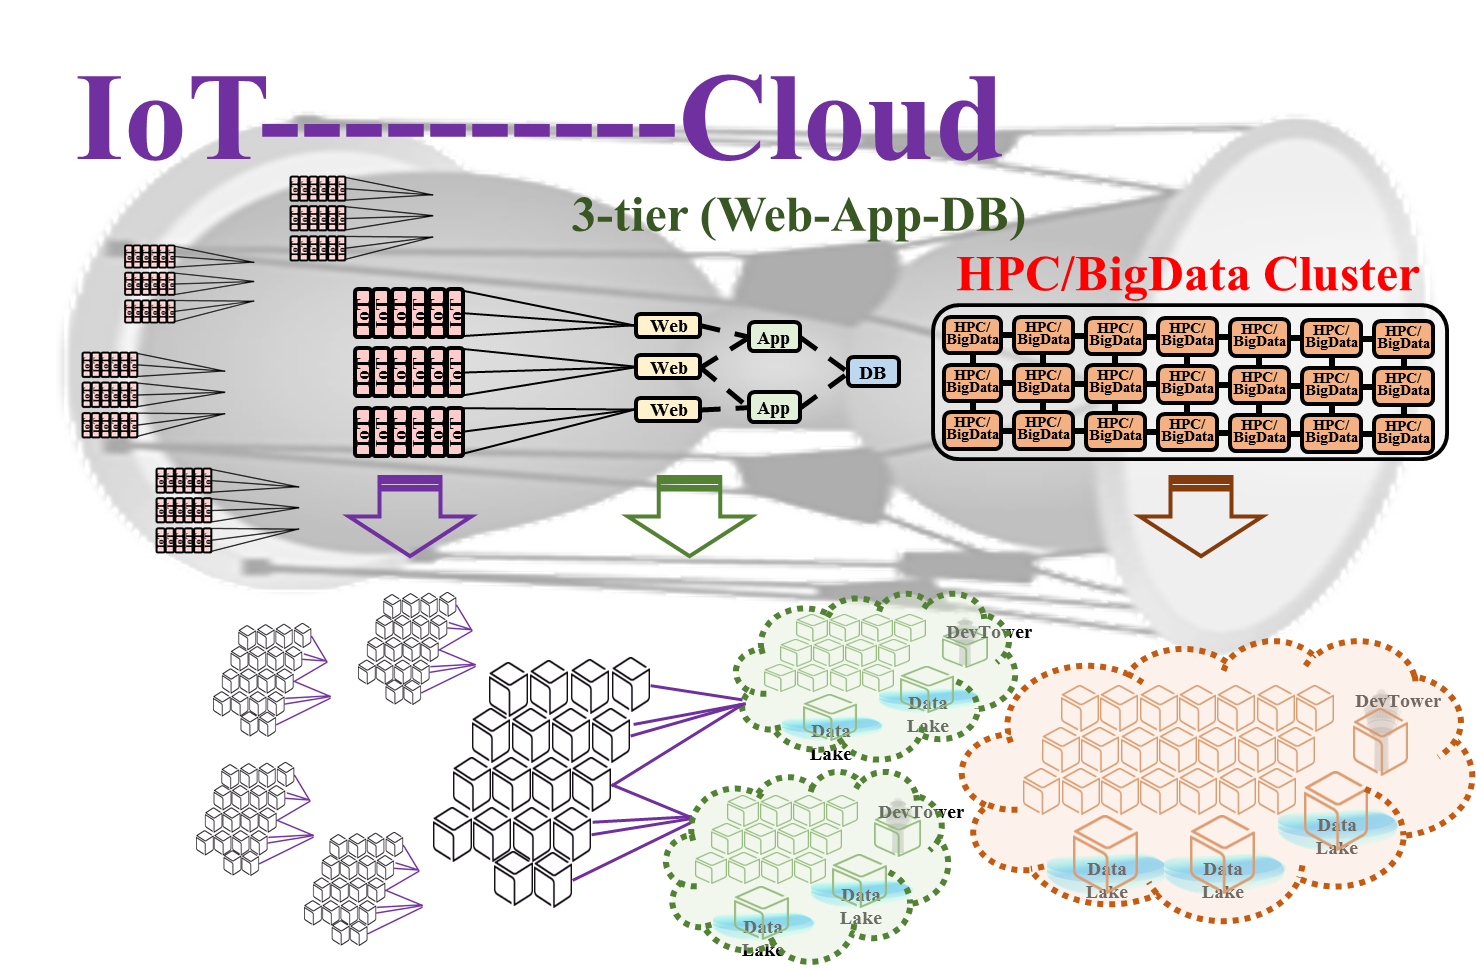 IoT----------Cloud
3-tier (Web-App-DB)
HPC/BigData Cluster
Web
Web
Web
App
App
DB
HPC/
BigData
HPC/
BigData
HPC/
BigData
HPC/
BigData
HPC/
BigData
HPC/
BigData
HPC/
BigData
HPC/
BigData
HPC/
BigData
HPC/
BigData
HPC/
BigData
HPC/
BigData
HPC/
BigData
HPC/
BigData
HPC/
BigData
HPC/
BigData
HPC/
BigData
HPC/
BigData
HPC/
BigData
HPC/
BigData
HPC/
BigData
DevTower
Data
Lake
Data
Lake
DevTower
Data
Lake
Data
Lake
DevTower
Data
Lake
Data
Lake
Data
Lake